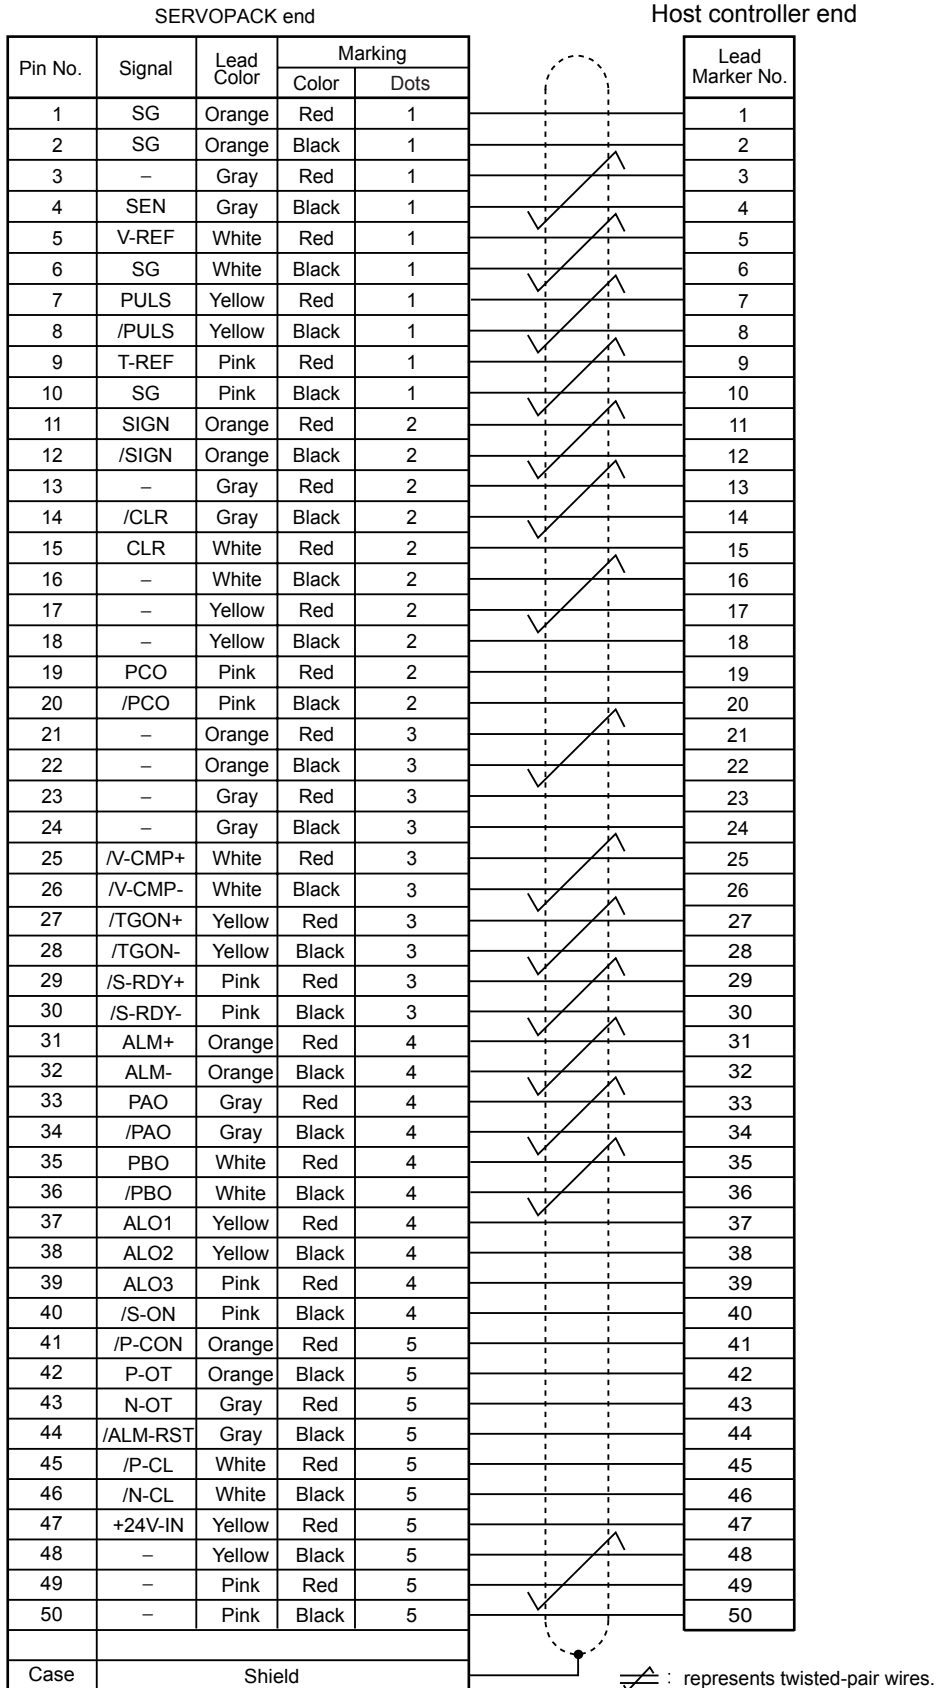 SERVOPACK end Host controller end
Pin No. Signal Lead Color Marking Lead Marker No.
Color Dots
1 SG Orange Red 1 1
2 SG Orange Black 1 2
3 – Gray Red 1 3
4 SEN Gray Black 1 4
5 V-REF White Red 1 5
6 SG White Black 1 6
7 PULS Yellow Red 1 7
8 /PULS Yellow Black 1 8
9 T-REF Pink Red 1 9
10 SG Pink Black 1 10
11 SIGN Orange Red 2 11
12 /SIGN Orange Black 2 12
13 – Gray Red 2 13
14 /CLR Gray Black 2 14
15 CLR White Red 2 15
16 – White Black 2 16
17 – Yellow Red 2 17
18 – Yellow Black 2 18
19 PCO Pink Red 2 19
20 /PCO Pink Black 2 20
21 – Orange Red 3 21
22 – Orange Black 3 22
23 – Gray Red 3 23
24 – Gray Black 3 24
25 /V-CMP+ White Red 3 25
26 /V-CMP- White Black 3 26
27 /TGON+ Yellow Red 3 27
28 /TGON- Yellow Black 3 28
29 /S-RDY+ Pink Red 3 29
30 /S-RDY- Pink Black 3 30
31 ALM+ Orange Red 4 31
32 ALM- Orange Black 4 32
33 PAO Gray Red 4 33
34 /PAO Gray Black 4 34
35 PBO White Red 4 35
36 /PBO White Black 4 36
37 ALO1 Yellow Red 4 37
38 ALO2 Yellow Black 4 38
39 ALO3 Pink Red 4 39
40 /S-ON Pink Black 4 40
41 /P-CON Orange Red 5 41
42 P-OT Orange Black 5 42
43 N-OT Gray Red 5 43
44 /ALM-RST Gray Black 5 44
45 /P-CL White Red 5 45
46 /N-CL White Black 5 46
47 +24V-IN Yellow Red 5 47
48 – Yellow Black 5 48
49 – Pink Red 5 49
50 – Pink Black 5 50
Case Shield
: represents twisted-pair wires.